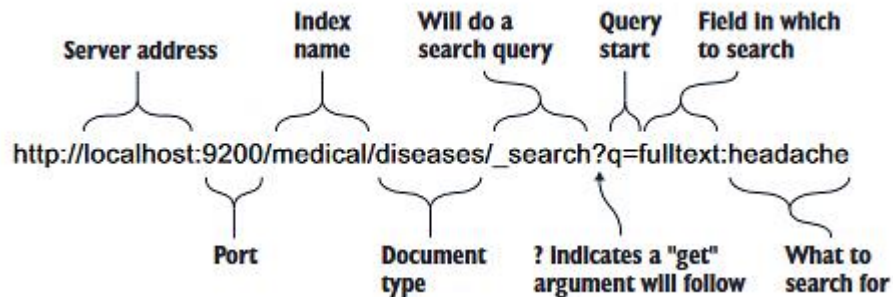 Server address
Index
name
Will do a
search query
Query
start
Field in which
to search
http://localhost:9200/medical/diseases/_search?q=fulltext:headache
Port
Document
type
? Indicates a "get"
argument will follow
What to
search for